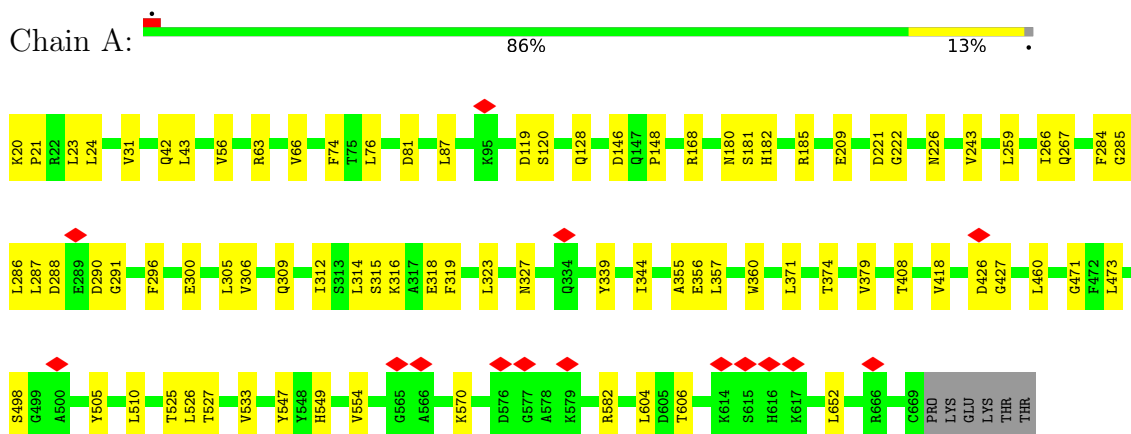 Chain A:
86% 13%
K20 P21 R22 L23 L24 V31 Q42 L43 V56 R63 V66 F74 T75 L76 D81 L87 K95 D119 S120 Q128 D146 Q147 P148 R168 N180 S181 H182 R185 E209 D221 G222 N226 V243 L259 I266 Q267 F284 G285
L286 L287 D288 E289 D290 G291 F296 E300 L305 V306 Q309 I312 S313 L314 S315 K316 A317 E318 F319 L323 N327 Q334 Y339 I344 A355 E356 L357 W360 L371 T374 V379 T408 V418 D426 G427 L460 G471 F472 L473
S498 G499 A500 Y505 L510 T525 L526 T527 V533 Y547 Y548 H549 V554 G565 A566 K570 D576 G577 A578 K579 R582 L604 D605 T606 K614 S615 H616 K617 L652 R666 C669 PRO LYS GLU LYS THR THR